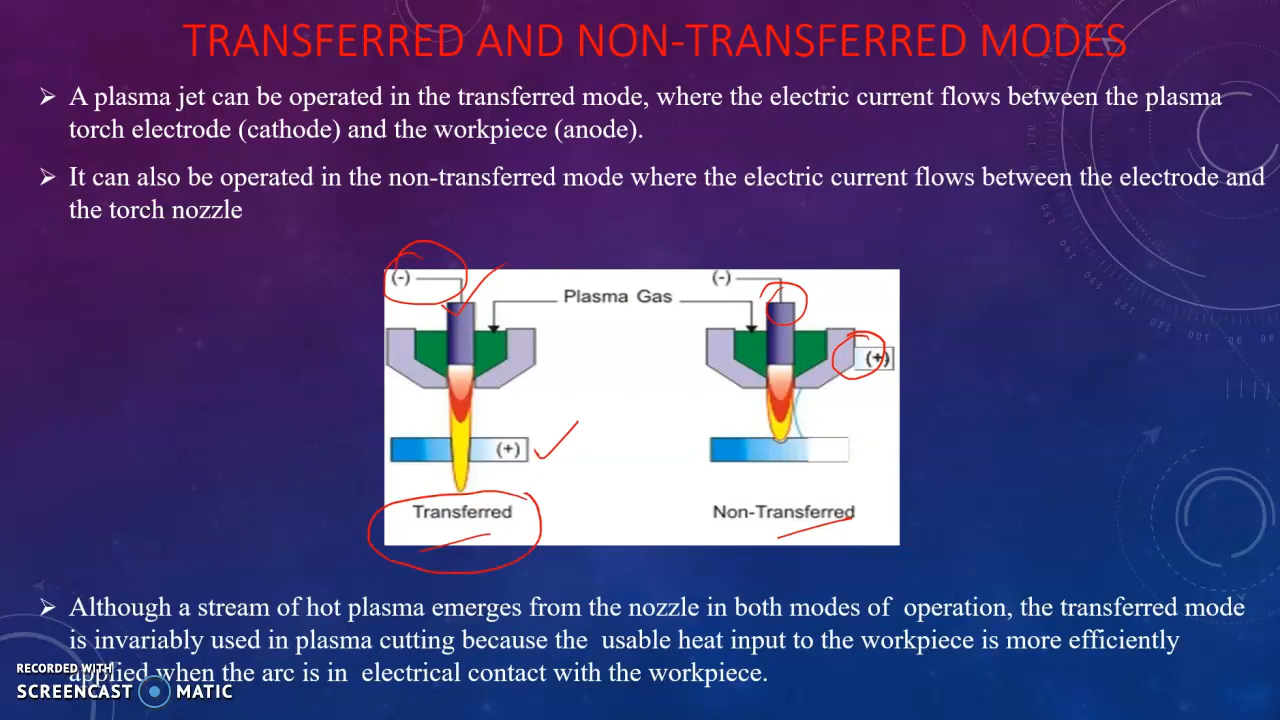 TRANSFERRED AND NON-TRANSFERRED MODES
➢ A plasma jet can be operated in the transferred mode, where the electric current flows between the plasma
torch electrode (cathode) and the workpiece (anode).
➢ It can also be operated in the non-transferred mode where the electric current flows between the electrode and
the torch nozzle
(-) (-)
Plasma Gas
(+)
(+)
Transferred Non-Transferred
➢ Although a stream of hot plasma emerges from the nozzle in both modes of operation, the transferred mode
is invariably used in plasma cutting because the usable heat input to the workpiece is more efficiently
applied when the arc is in electrical contact with the workpiece.
RECORDED WITH
SCREENCAST MATIC